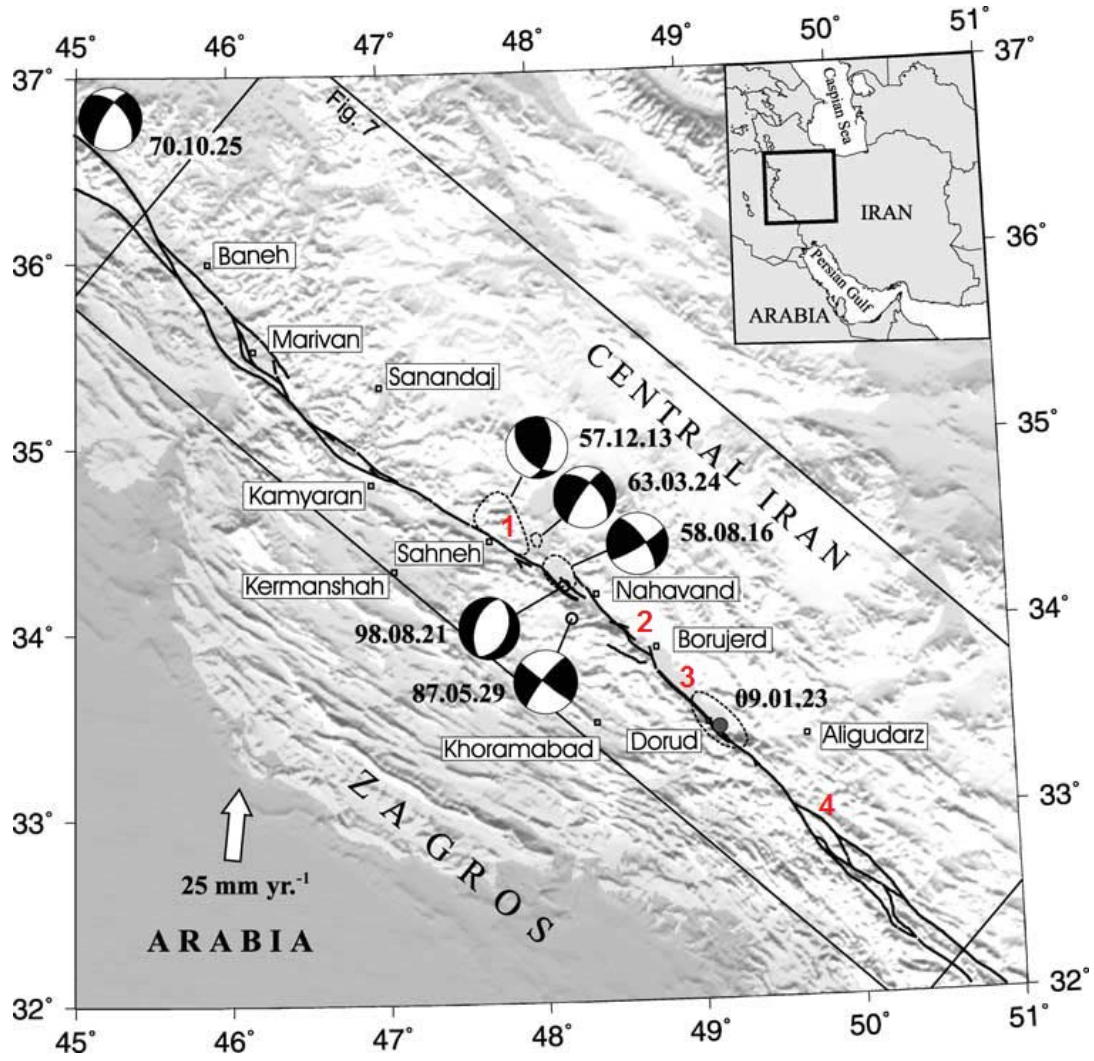 45° 46° 47° 48° 49° 50° 51°
37° 37°
Fig. 7
Caspian Sea
IRAN
Persian Gulf
ARABIA
70.10.25
36° 36°
Baneh
Marivan
Sanandaj
CENTRAL IRAN
57.12.13
35° 35°
63.03.24
Kamyaran
1
58.08.16
Sahneh
Kermanshah
Nahavand
34° 34°
98.08.21
2
Borujerd
87.05.29
3
09.01.23
Khoramabad
Dorud
Aligudarz
33° 33°
4
ZAGROS
25 mm yr.-1
ARABIA
32° 32°
45° 46° 47° 48° 49° 50° 51°